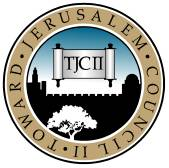 TOWARD • JERUSALEM • COUNCIL II •
TJCII